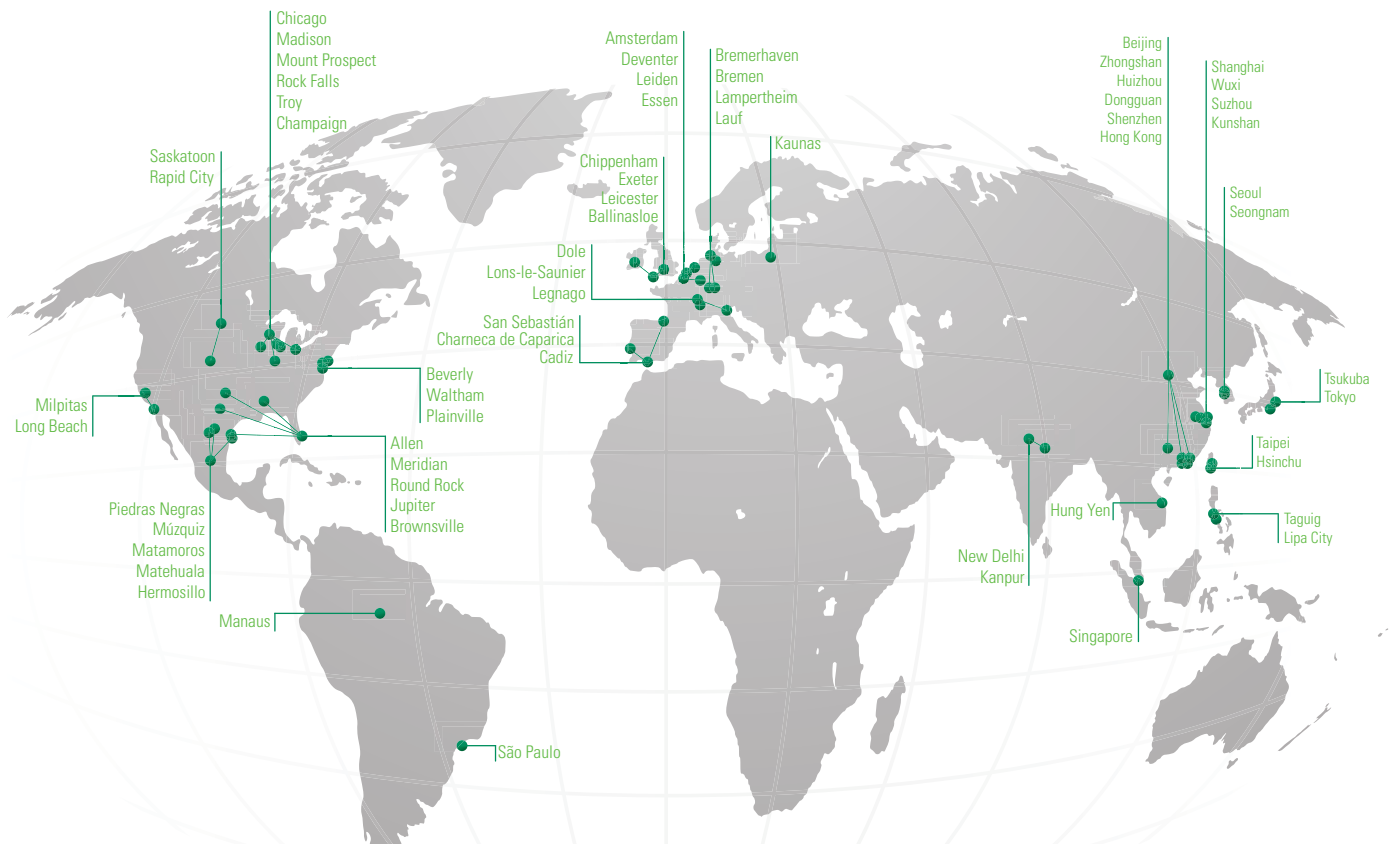 Chicago
Madison
Mount Prospect
Rock Falls
Troy
Champaign
Saskatoon
Rapid City
Amsterdam
Deventer
Leiden
Essen
Bremerhaven
Bremen
Lampertheim
Lauf
Kaunas
Chippenham
Exeter
Leicester
Ballinasloe
Dole
Lons-le-Saunier
Legnago
San Sebastián
Charneca de Caparica
Cadiz
Beijing
Zhongshan
Huizhou
Dongguan
Shenzhen
Hong Kong
Shanghai
Wuxi
Suzhou
Kunshan
Seoul
Seongnam
Tsukuba
Tokyo
Taipei
Hsinchu
Taguig
Lipa City
Hung Yen
New Delhi
Kanpur
Singapore
Milpitas
Long Beach
Beverly
Waltham
Plainville
Allen
Meridian
Round Rock
Jupiter
Brownsville
Piedras Negras
Múzquiz
Matamoros
Matehuala
Hermosillo
Manaus
São Paulo